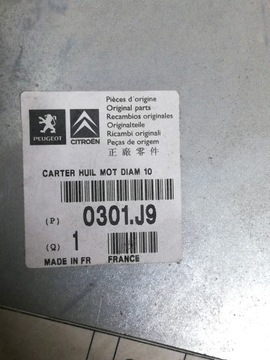 Pièces d'origine
Original parts
Recambios originales
Originalteile
Ricambi originali
Peças de origem
正廠零件
PEUGEOT
CITROËN
CARTER HUIL MOT DIAM 10
(P) 0301.J9
(Q) 1
MADE IN FR FRANCE